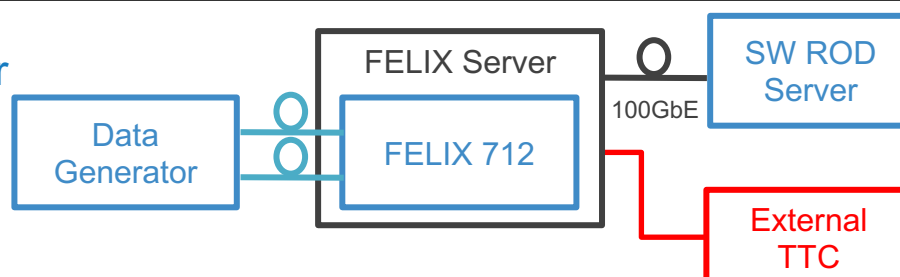 r
Data
Generator
FELIX Server
FELIX 712
100GbE
SW ROD
Server
External
TTC